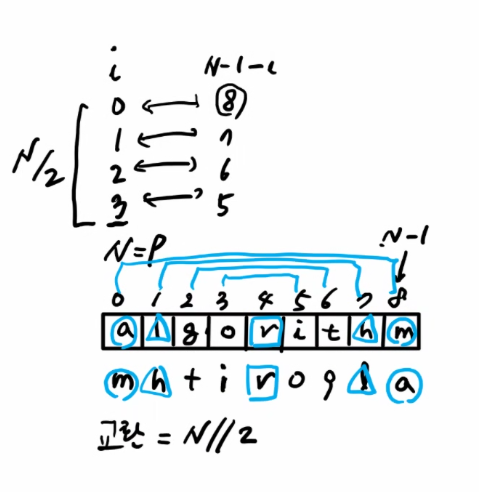 i N-1-i
0 ↔ 8
1 ↔ 7
2 ↔ 6
3 ↔ 5
N/2
N=9
N-1
0 1 2 3 4 5 6 7 8
a l g o r i t h m
m h t i r o g l a
교환 = N//2